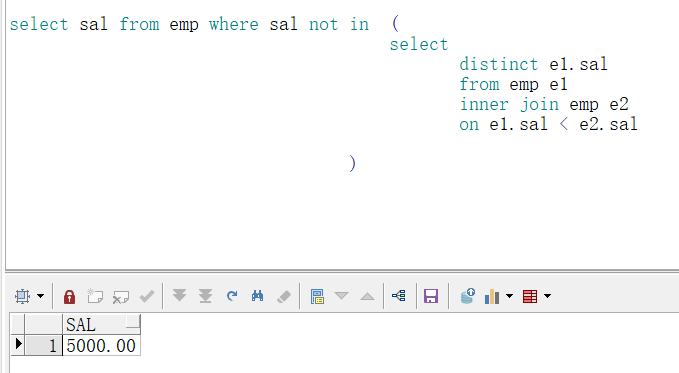 select sal from emp where sal not in (
select
distinct e1.sal
from emp e1
inner join emp e2
on e1.sal < e2.sal
)
SAL
1 5000.00